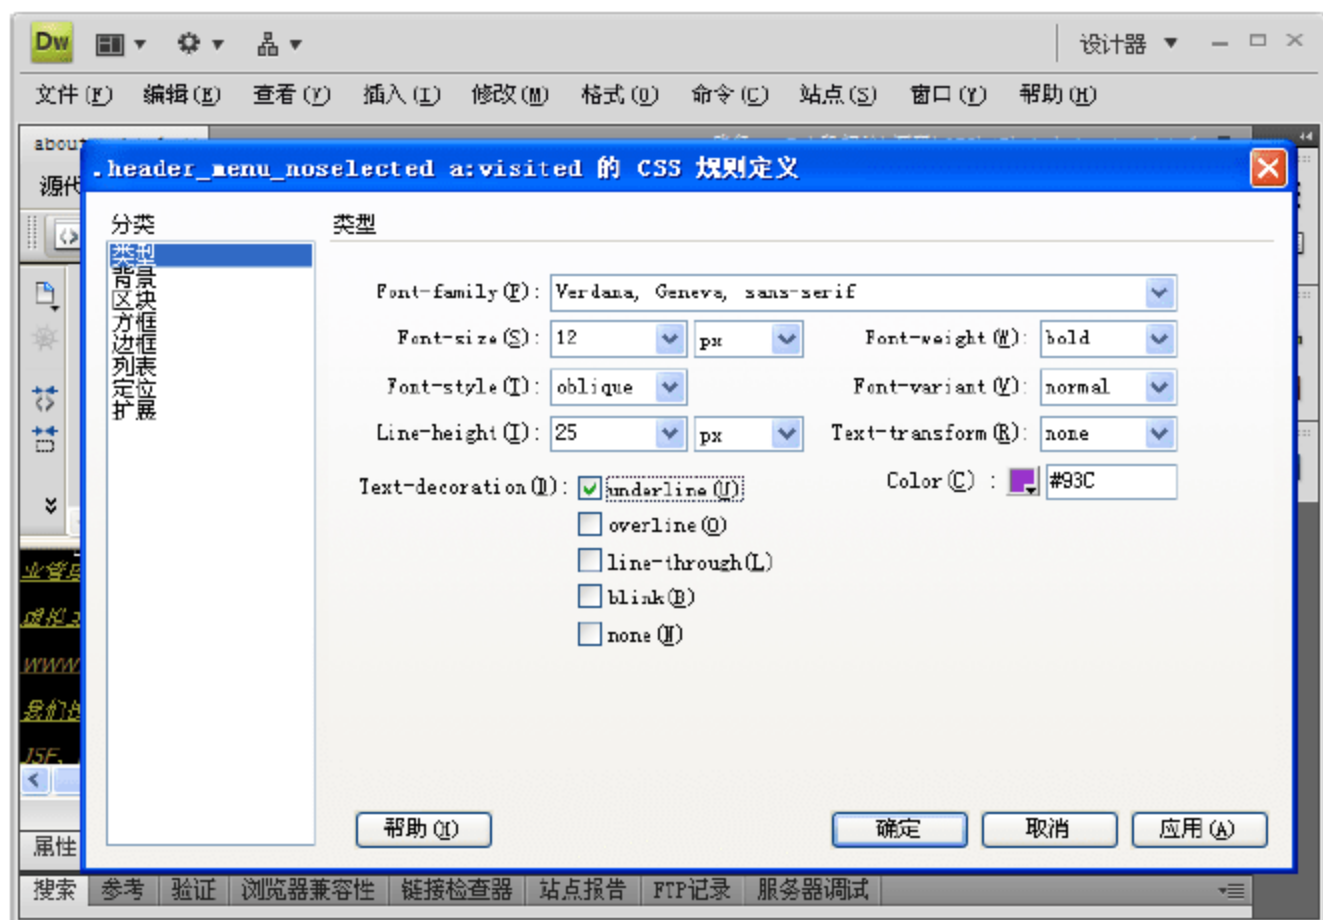 Dw 设计器
文件(F) 编辑(E) 查看(V) 插入(I) 修改(M) 格式(O) 命令(C) 站点(S) 窗口(W) 帮助(H)
about
源代
.header_menu_noselected a:visited 的 CSS 规则定义
分类
类型
背景
区块
方框
边框
列表
定位
扩展
类型
Font-family(F): Verdana, Geneva, sans-serif
Font-size(S): 12 px Font-weight(W): bold
Font-style(T): oblique Font-variant(V): normal
Line-height(I): 25 px Text-transform(R): none
Text-decoration(D): underline(U) Color(C) : #93C
overline(O)
line-through(L)
blink(B)
none(N)
WWW
我们
JSF、
帮助(H) 确定 取消 应用(A)
属性
搜索 参考 验证 浏览器兼容性 链接检查器 站点报告 FTP记录 服务器调试